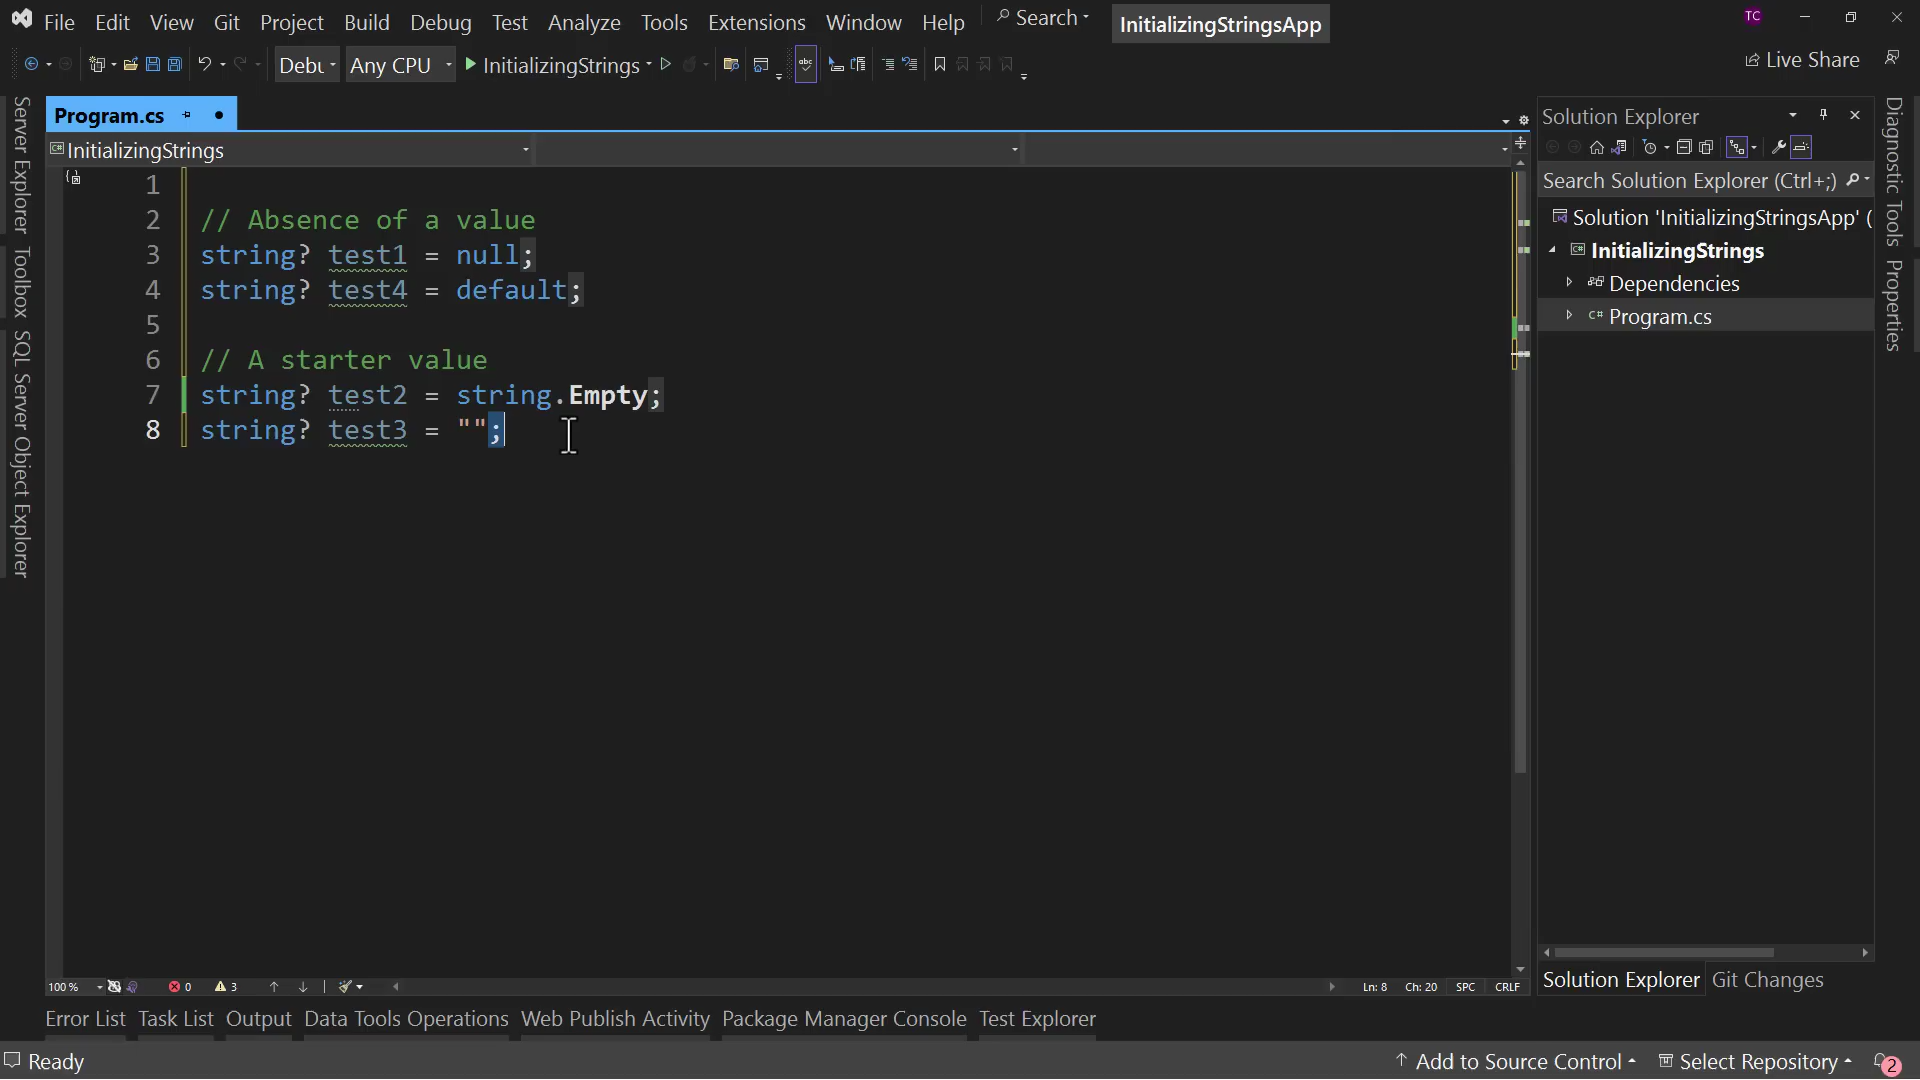 File Edit View Git Project Build Debug Test Analyze Tools Extensions Window Help Search InitializingStringsApp TC
Debu Any CPU InitializingStrings abc Live Share
Program.cs
InitializingStrings
1
2 // Absence of a value
3 string? test1 = null;
4 string? test4 = default;
5
6 // A starter value
7 string? test2 = string.Empty;
8 string? test3 = "";
Server Explorer
Toolbox
SQL Server Object Explorer
Solution Explorer
Search Solution Explorer (Ctrl+;)
Solution 'InitializingStringsApp' (
InitializingStrings
Dependencies
C# Program.cs
Diagnostic Tools
Properties
100 % 0 3 Ln: 8 Ch: 20 SPC CRLF
Solution Explorer Git Changes
Error List Task List Output Data Tools Operations Web Publish Activity Package Manager Console Test Explorer
Ready Add to Source Control Select Repository 2